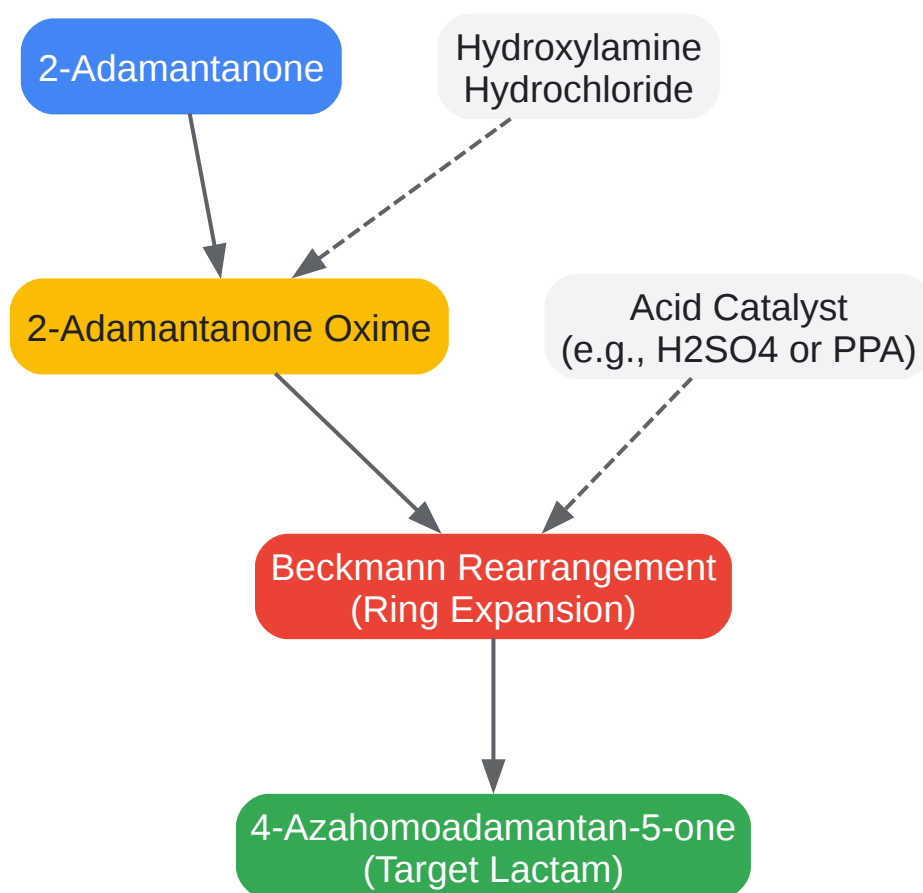 2-Adamantanone
Hydroxylamine
Hydrochloride
2-Adamantanone Oxime
Acid Catalyst
(e.g., H2SO4 or PPA)
Beckmann Rearrangement
(Ring Expansion)
4-Azahomoadamantan-5-one
(Target Lactam)